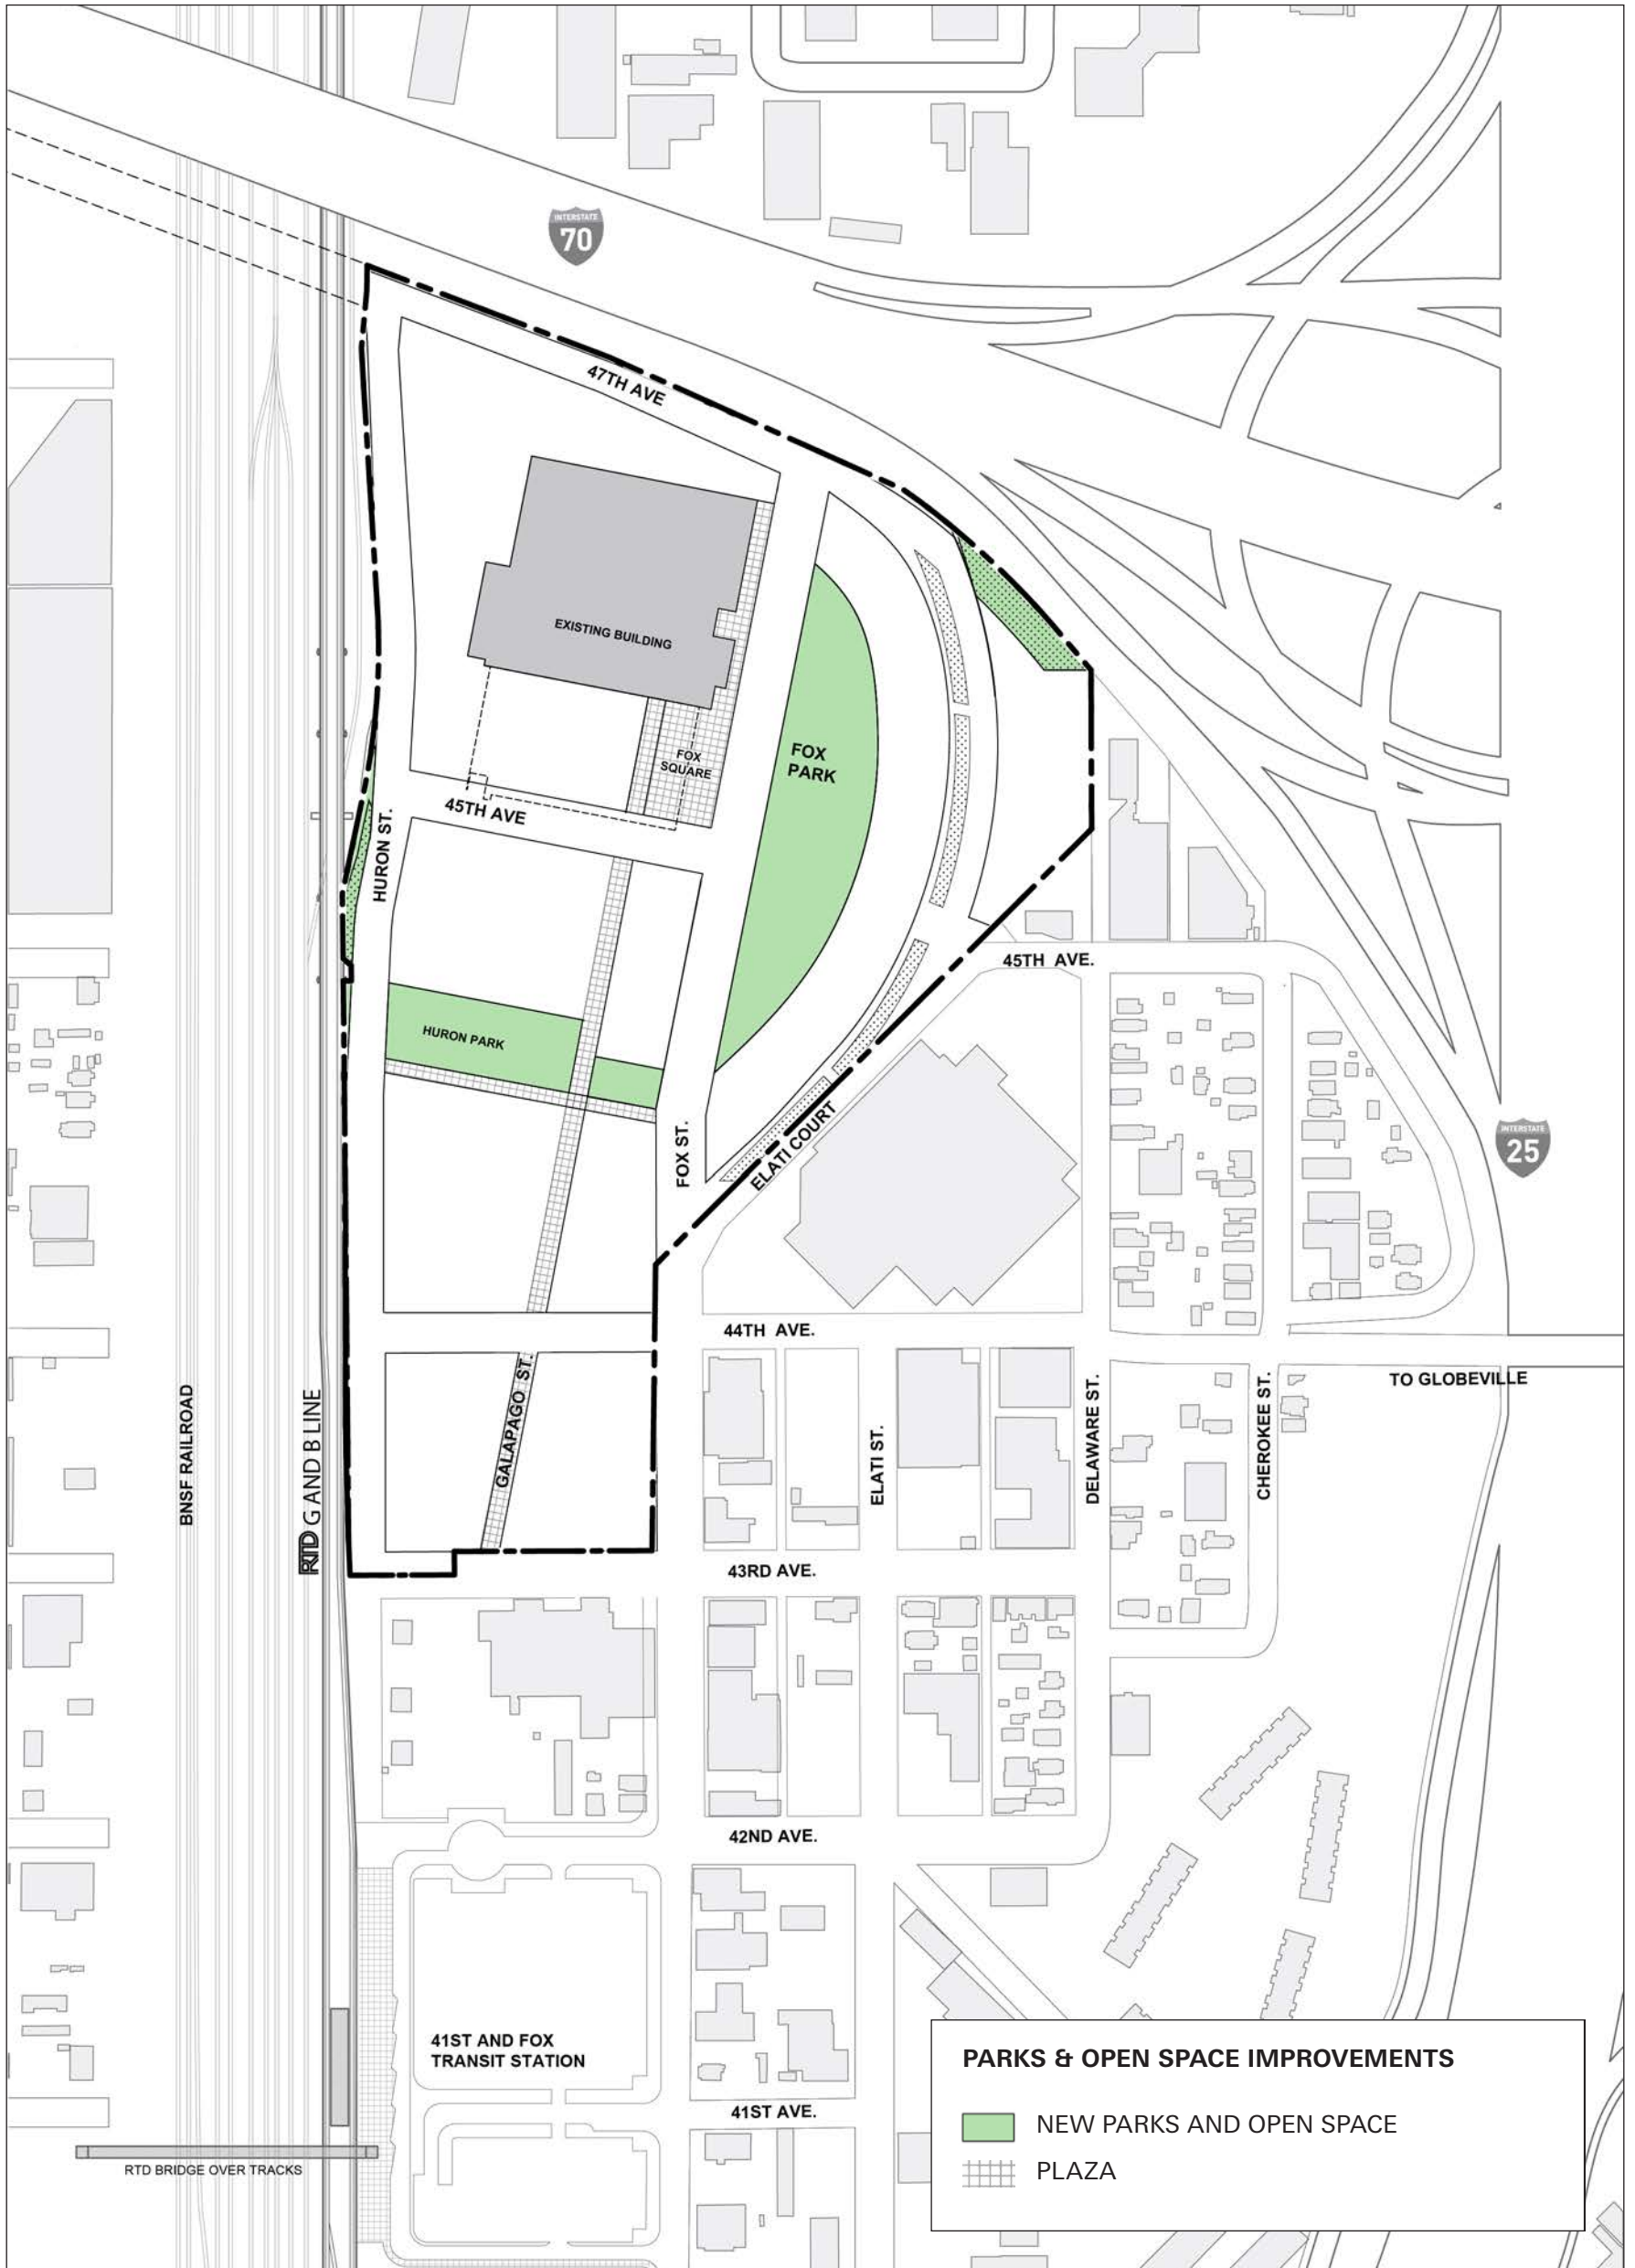 INTERSTATE
70
47TH AVE
EXISTING BUILDING
FOX
SQUARE
FOX
PARK
45TH AVE
HURON ST.
45TH AVE.
HURON PARK
FOX ST.
ELATI COURT
INTERSTATE
25
44TH AVE.
TO GLOBEVILLE
GALAPAGO ST.
BNSF RAILROAD
RTD G AND B LINE
ELATI ST.
DELAWARE ST.
CHEROKEE ST.
43RD AVE.
42ND AVE.
41ST AND FOX
TRANSIT STATION
41ST AVE.
RTD BRIDGE OVER TRACKS
PARKS & OPEN SPACE IMPROVEMENTS
NEW PARKS AND OPEN SPACE
PLAZA